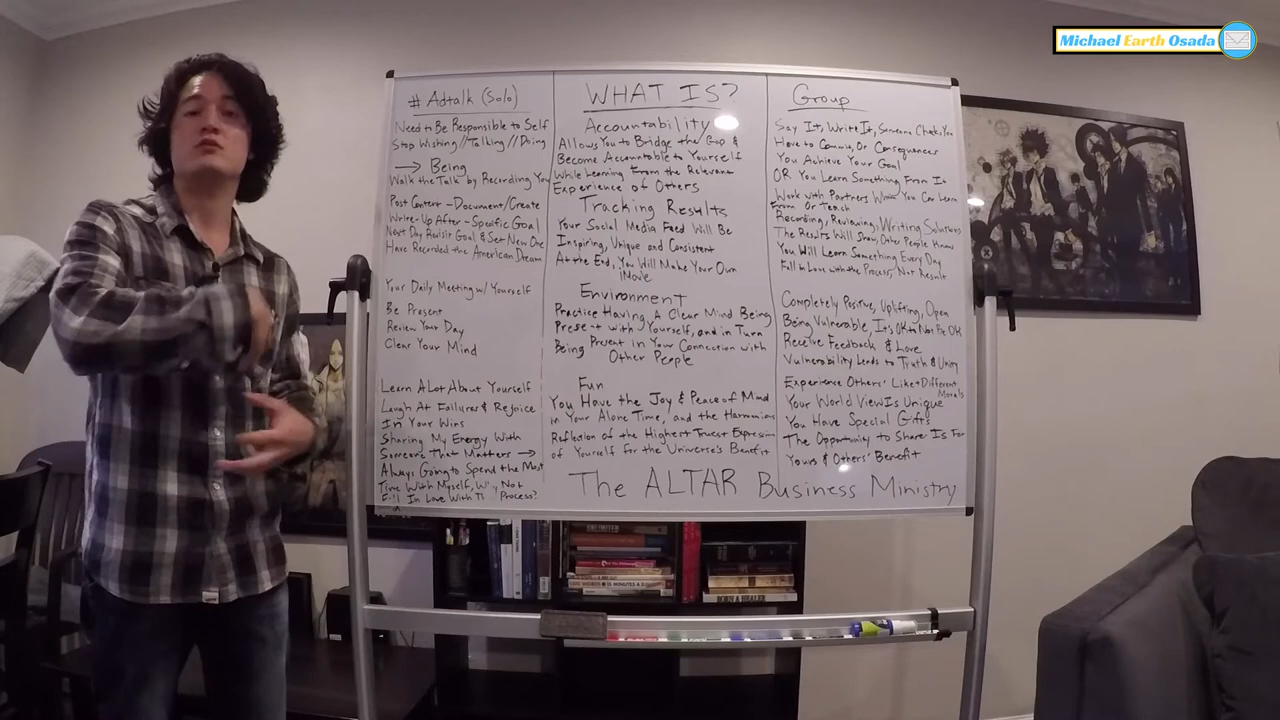 Michael Earth Osada
# Adtalk (Solo)
Need to Be Responsible to Self
Stop Wishing // Talking // Doing
→ Being
Walk the Talk by Recording You
Post Content - Document/Create
Write-Up After - Specific Goal
Next Day Revisit Goal & Set New One
Have Recorded the American Dream
Your Daily Meeting w/ Yourself
Be Present
Review Your Day
Clear Your Mind
Learn A Lot About Yourself
Laugh At Failures & Rejoice
In Your Wins
Sharing My Energy With
Someone That Matters →
Always Going to Spend the Most
Time With Myself, Why Not
Fall In Love With The Process?
WHAT IS?
Accountability
Allows You to Bridge the Gap &
Become Accountable to Yourself
While Learning From the Relevant
Experience of Others
Tracking Results
Your Social Media Feed Will Be
Inspiring, Unique and Consistent
At the End, You Will Make Your Own
Movie
Environment
Practice Having A Clear Mind Being
Present with Yourself, and in Turn
Being Present in Your Connection with
Other People
Fun
You Have the Joy & Peace of Mind
in Your Alone Time, and the Harmonious
Reflection of the Highest Truest Expression
of Yourself for the Universe's Benefit
Group
Say It, Write It, Someone Checks You
Have to Commit, Or Consequences
You Achieve Your Goal
OR You Learn Something From It
Work with Partners Whom You Can Learn
From Or Teach
Recording, Reviewing, Writing Solutions
The Results Will Show, Other People Know
You Will Learn Something Every Day
Fall in Love with the Process, Not Result
Completely Positive, Uplifting, Open
Being Vulnerable, It's OK to Not Be OK
Receive Feedback & Love
Vulnerability Leads to Truth & Unity
Experience Others' Like & Different
Morals
Your World View Is Unique
You Have Special Gifts
The Opportunity to Share Is For
Yours & Others' Benefit
The ALTAR Business Ministry
BORN A HEALER